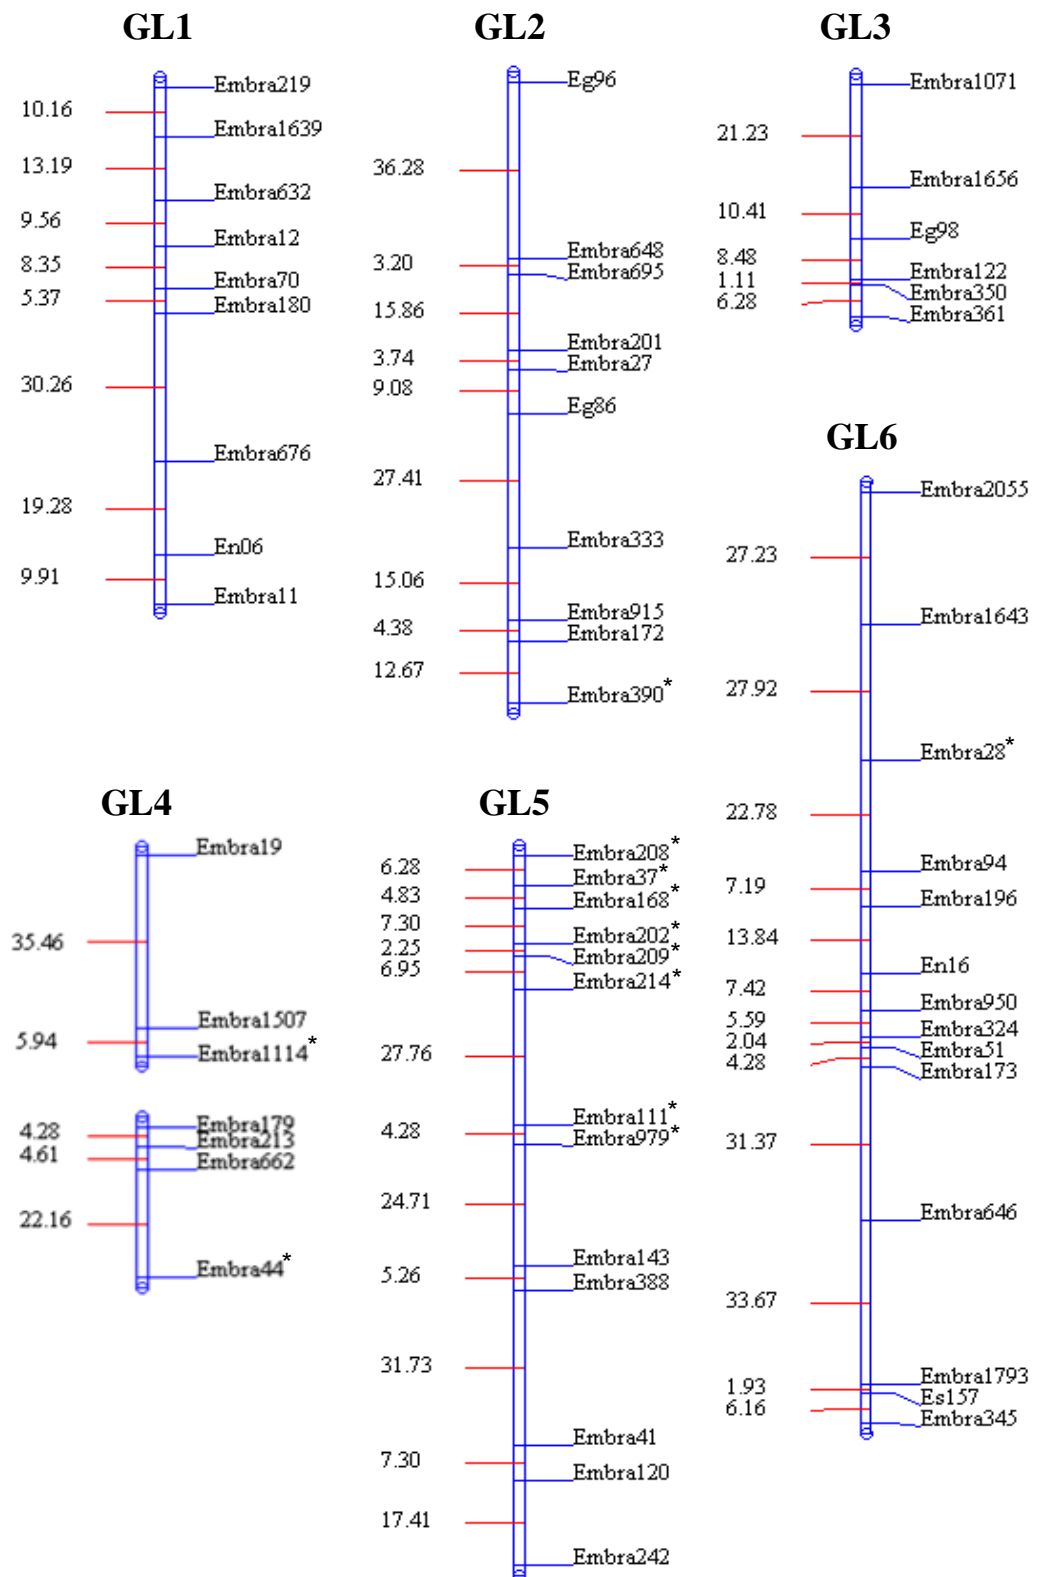 GL1
Embra219
10.16
Embra1639
13.19
Embra632
9.56
Embra12
8.35
Embra70
5.37
Embra180
30.26
Embra676
19.28
En06
9.91
Embra11
GL2
Eg96
36.28
Embra648
3.20
Embra695
15.86
Embra201
3.74
Embra27
9.08
Eg86
27.41
Embra333
15.06
Embra915
4.38
Embra172
12.67
Embra390*
GL3
Embra1071
21.23
Embra1656
10.41
Eg98
8.48
Embra122
1.11
Embra350
6.28
Embra361
GL4
Embra19
35.46
Embra1507
5.94
Embra1114*
Embra179
4.28
Embra213
4.61
Embra662
22.16
Embra44*
GL5
Embra208*
6.28
Embra37*
4.83
Embra168*
7.30
Embra202*
2.25
Embra209*
6.95
Embra214*
27.76
Embra111*
4.28
Embra979*
24.71
Embra143
5.26
Embra388
31.73
Embra41
7.30
Embra120
17.41
Embra242
GL6
Embra2055
27.23
Embra1643
27.92
Embra28*
22.78
Embra94
7.19
Embra196
13.84
En16
7.42
Embra950
5.59
Embra324
2.04
Embra51
4.28
Embra173
31.37
Embra646
33.67
Embra1793
1.93
Es157
6.16
Embra345